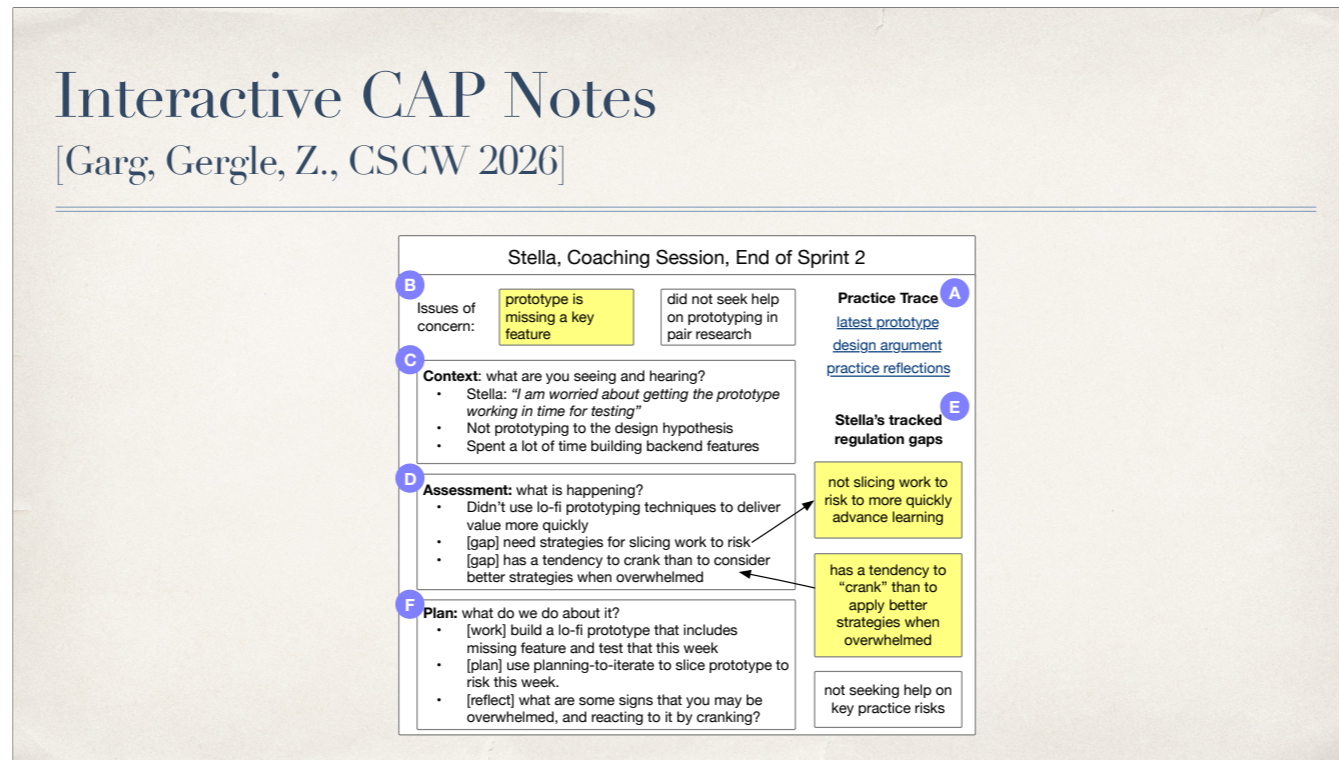 Interactive CAP Notes
[Garg, Gergle, Z., CSCW 2026]
Stella, Coaching Session, End of Sprint 2
B
Issues of
concern:
prototype is
missing a key
feature
did not seek help
on prototyping in
pair research
A
Practice Trace
latest prototype
design argument
practice reflections
C
Context: what are you seeing and hearing?
• Stella: “I am worried about getting the prototype
working in time for testing”
• Not prototyping to the design hypothesis
• Spent a lot of time building backend features
D
Assessment: what is happening?
• Didn’t use lo-fi prototyping techniques to deliver
value more quickly
• [gap] need strategies for slicing work to risk
• [gap] has a tendency to crank than to consider
better strategies when overwhelmed
E
Stella’s tracked
regulation gaps
not slicing work to
risk to more quickly
advance learning
has a tendency to
“crank” than to
apply better
strategies when
overwhelmed
not seeking help on
key practice risks
F
Plan: what do we do about it?
• [work] build a lo-fi prototype that includes
missing feature and test that this week
• [plan] use planning-to-iterate to slice prototype to
risk this week.
• [reflect] what are some signs that you may be
overwhelmed, and reacting to it by cranking?